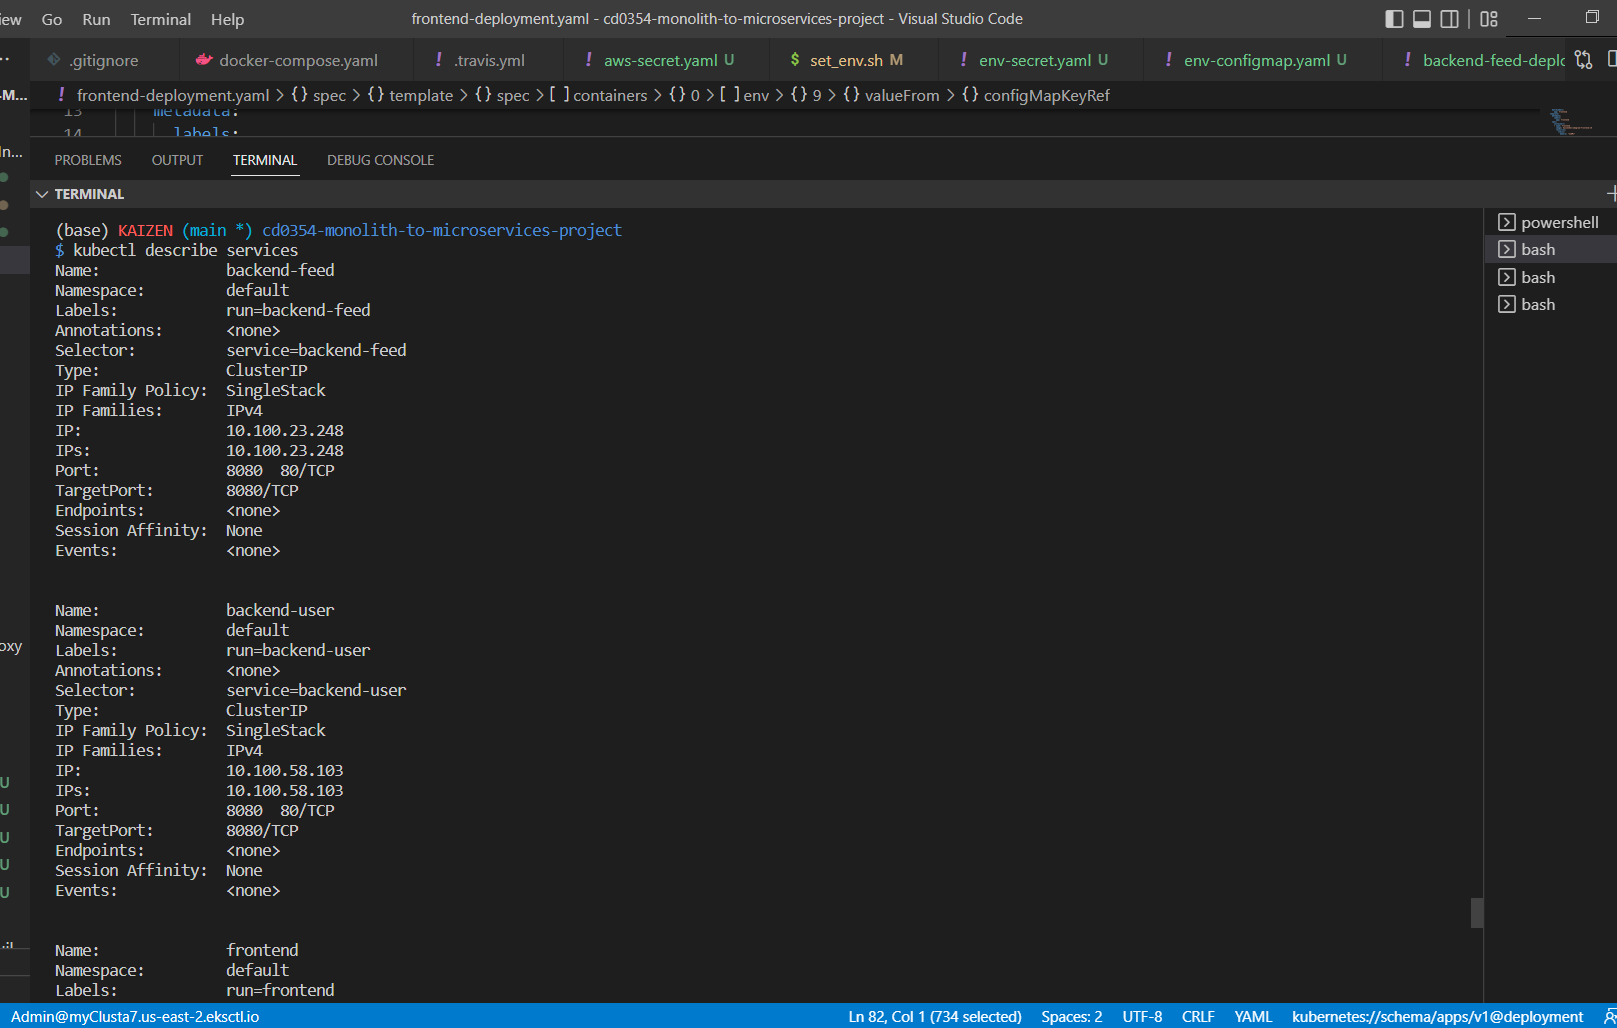 iew Go Run Terminal Help frontend-deployment.yaml - cd0354-monolith-to-microservices-project - Visual Studio Code
.gitignore docker-compose.yaml ! .travis.yml ! aws-secret.yaml U $ set_env.sh M ! env-secret.yaml U ! env-configmap.yaml U ! backend-feed-deplo
-M... ! frontend-deployment.yaml > {} spec > {} template > {} spec > [ ] containers > {} 0 > [ ] env > {} 9 > {} valueFrom > {} configMapKeyRef
13 metadata:
14 labels:
n...
PROBLEMS OUTPUT TERMINAL DEBUG CONSOLE
TERMINAL
(base) KAIZEN (main *) cd0354-monolith-to-microservices-project
$ kubectl describe services
Name: backend-feed
Namespace: default
Labels: run=backend-feed
Annotations: <none>
Selector: service=backend-feed
Type: ClusterIP
IP Family Policy: SingleStack
IP Families: IPv4
IP: 10.100.23.248
IPs: 10.100.23.248
Port: 8080 80/TCP
TargetPort: 8080/TCP
Endpoints: <none>
Session Affinity: None
Events: <none>
Name: backend-user
Namespace: default
Labels: run=backend-user
Annotations: <none>
Selector: service=backend-user
Type: ClusterIP
IP Family Policy: SingleStack
IP Families: IPv4
IP: 10.100.58.103
IPs: 10.100.58.103
Port: 8080 80/TCP
TargetPort: 8080/TCP
Endpoints: <none>
Session Affinity: None
Events: <none>
Name: frontend
Namespace: default
Labels: run=frontend
powershell
bash
bash
bash
oxy
U
U
U
U
U
Admin@myClusta7.us-east-2.eksctl.io Ln 82, Col 1 (734 selected) Spaces: 2 UTF-8 CRLF YAML kubernetes://schema/apps/v1@deployment